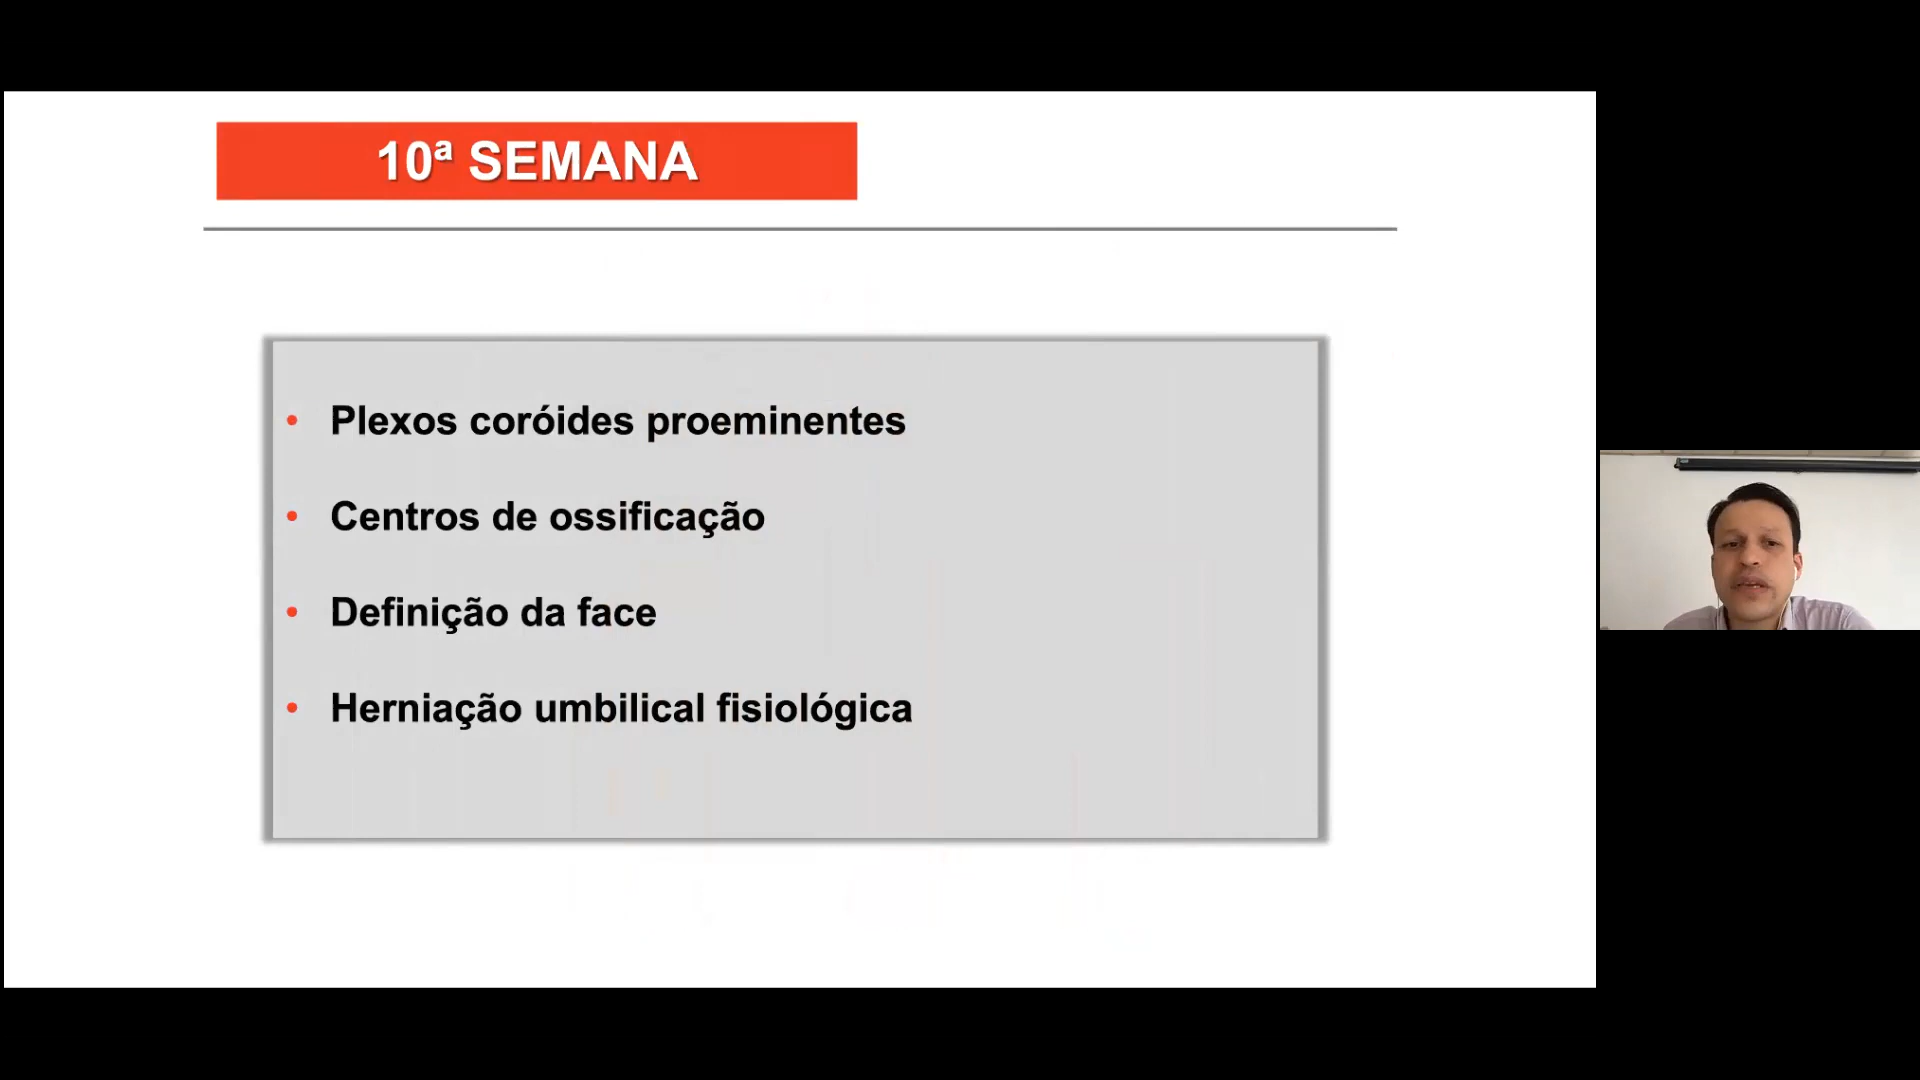 10ª SEMANA
• Plexos coróides proeminentes
• Centros de ossificação
• Definição da face
• Herniação umbilical fisiológica